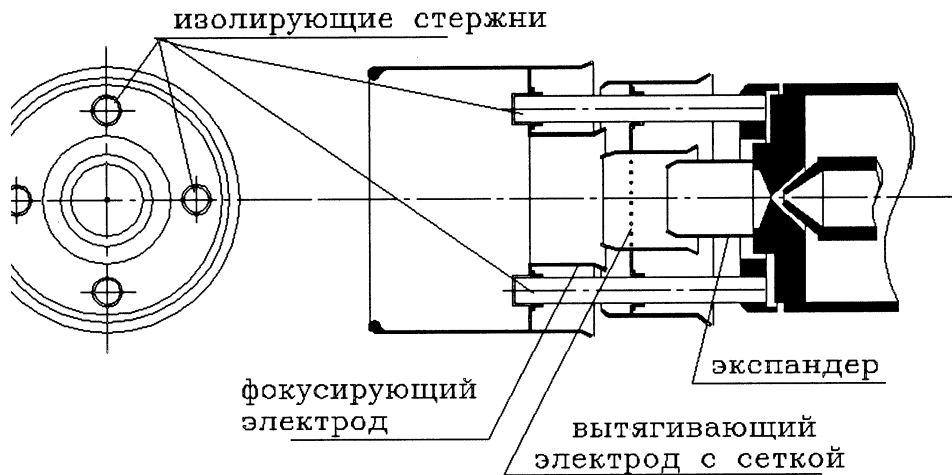 изолирующие стержни
экспандер
фокусирующий
электрод
вытягивающий
электрод с сеткой